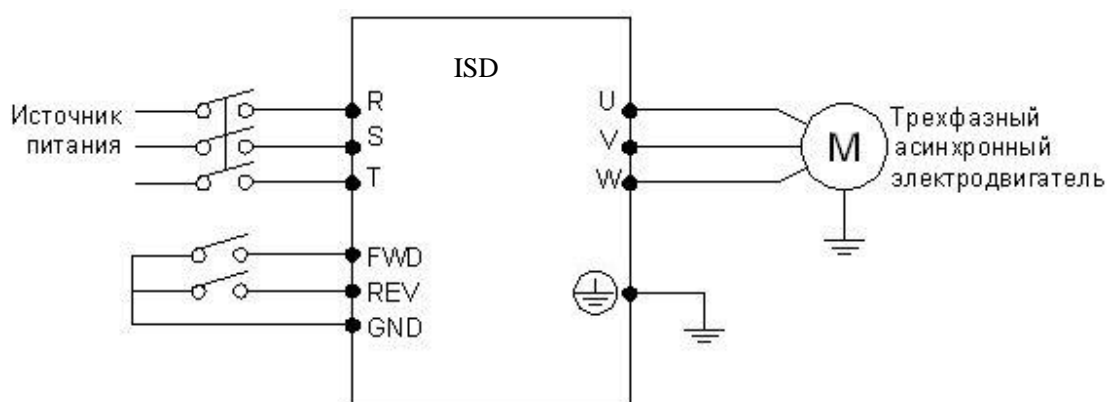 ISD
Источник
питания
R
S
T
FWD
REV
GND
U
V
W
M
Трехфазный
асинхронный
электродвигатель